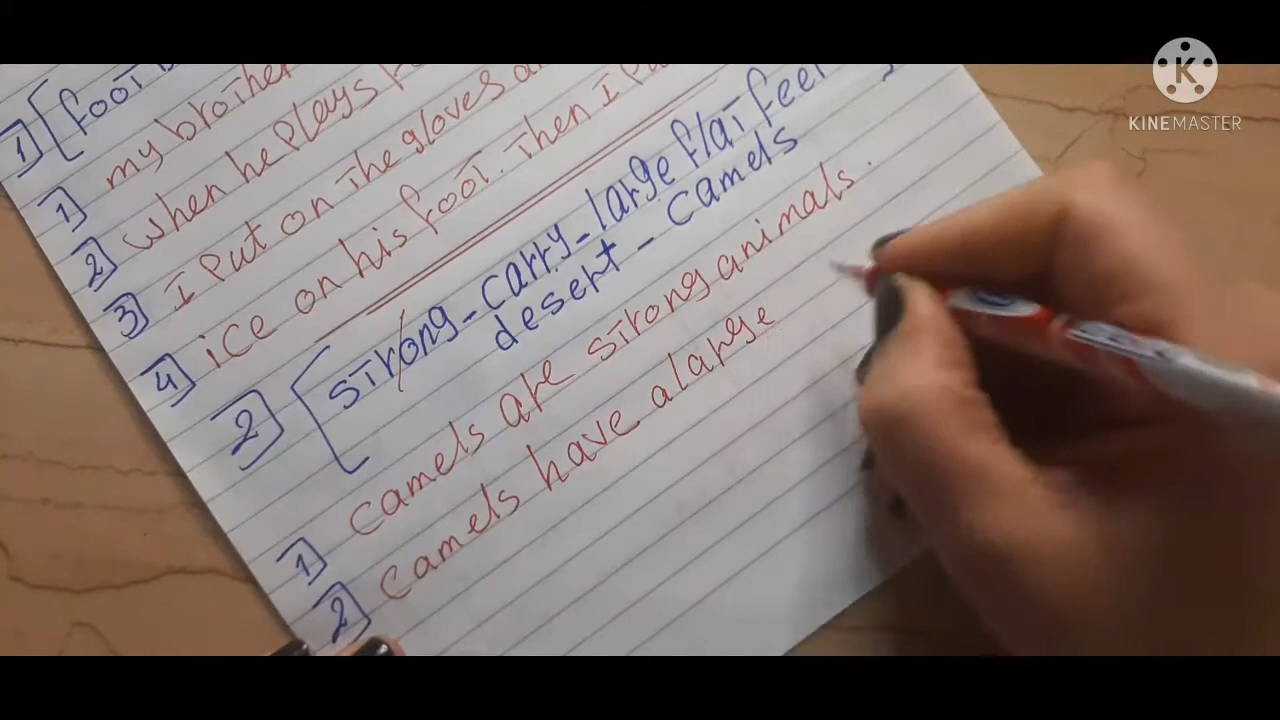 1 [foot
1 my brother
2 when he plays
3 I put on the gloves
4 ice on his foot. Then I
2 [strong - carry - large flat feet
desert - camels
1 camels are strong animals.
2 camels have a large
K
KINEMASTER